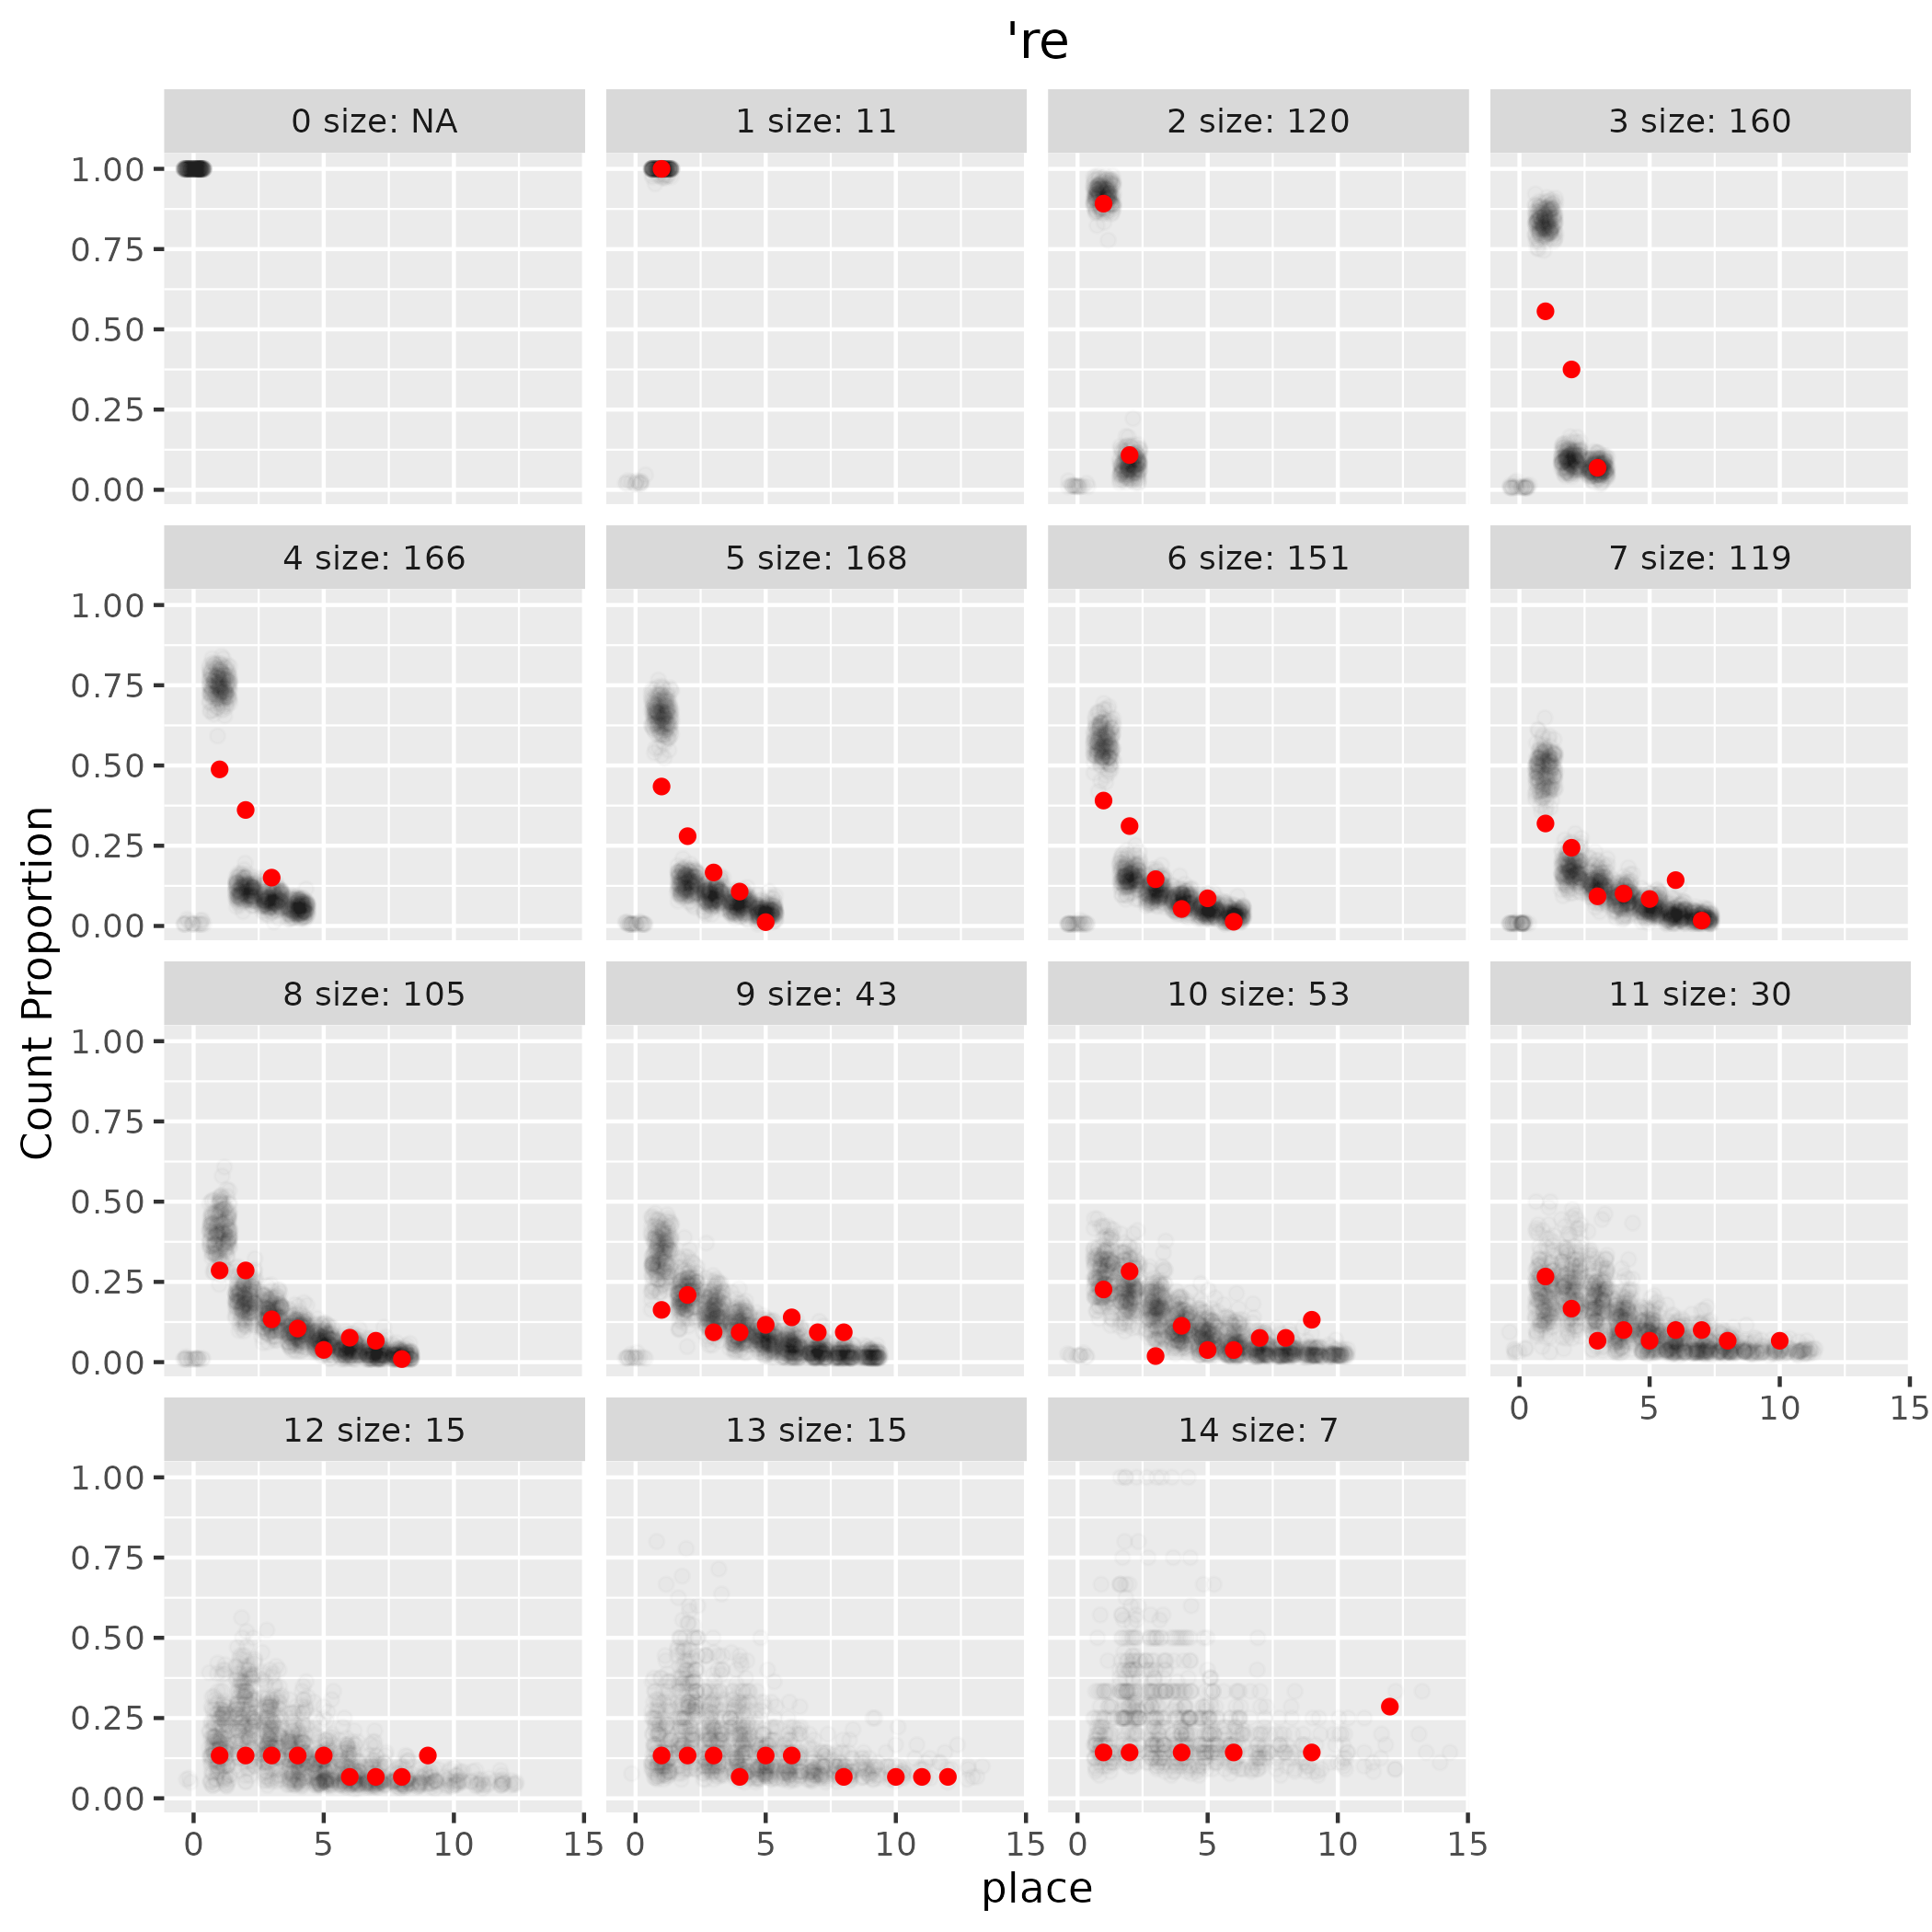 're
0 size: NA
1 size: 11
2 size: 120
3 size: 160
1.00
0.75
0.50
0.25
0.00
4 size: 166
5 size: 168
6 size: 151
7 size: 119
1.00
0.75
0.50
0.25
0.00
Count Proportion
8 size: 105
9 size: 43
10 size: 53
11 size: 30
1.00
0.75
0.50
0.25
0.00
0 5 10 15
12 size: 15
13 size: 15
14 size: 7
1.00
0.75
0.50
0.25
0.00
0 5 10 15
0 5 10 15
0 5 10 15
place